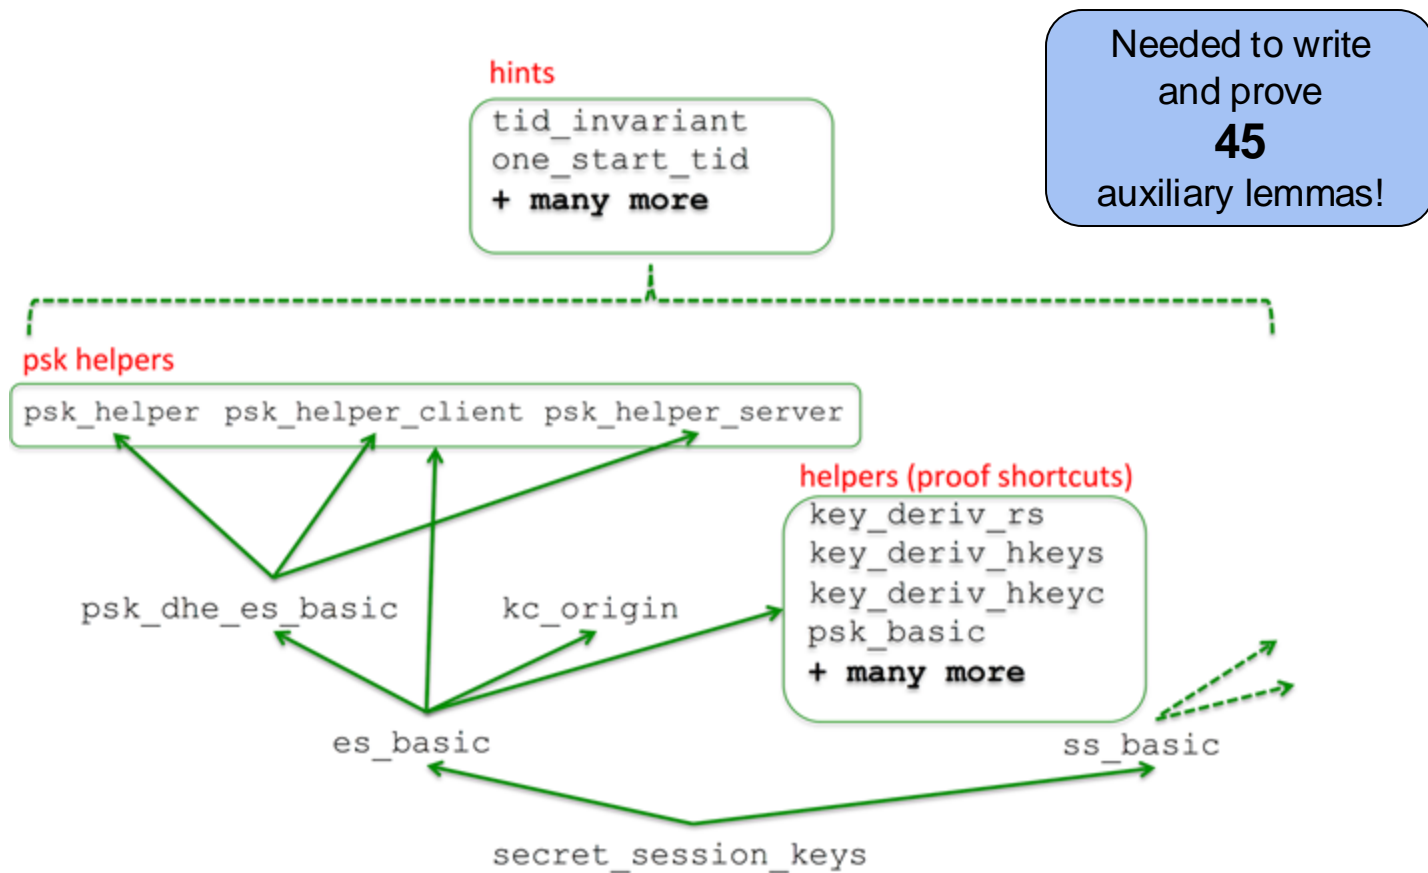 Needed to write
and prove
45
auxiliary lemmas!
hints
tid_invariant
one_start_tid
+ many more
psk helpers
psk_helper psk_helper_client psk_helper_server
helpers (proof shortcuts)
key_deriv_rs
key_deriv_hkeys
key_deriv_hkeyc
psk_basic
+ many more
psk_dhe_es_basic
kc_origin
es_basic
ss_basic
secret_session_keys